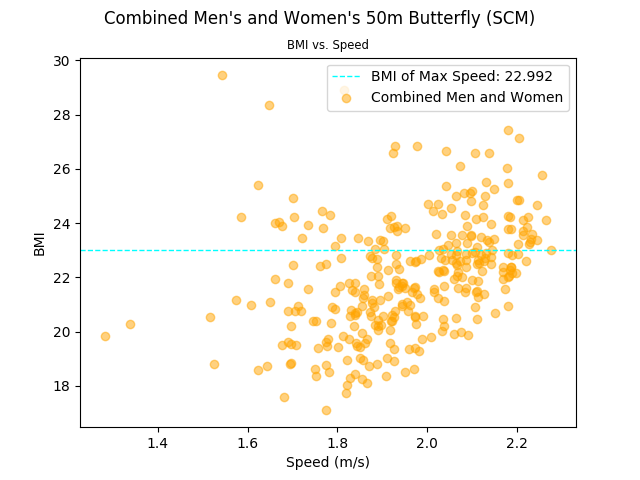 Combined Men's and Women's 50m Butterfly (SCM)
BMI vs. Speed
BMI of Max Speed: 22.992
Combined Men and Women
30
28
26
24
22
20
18
BMI
1.4
1.6
1.8
2.0
2.2
Speed (m/s)